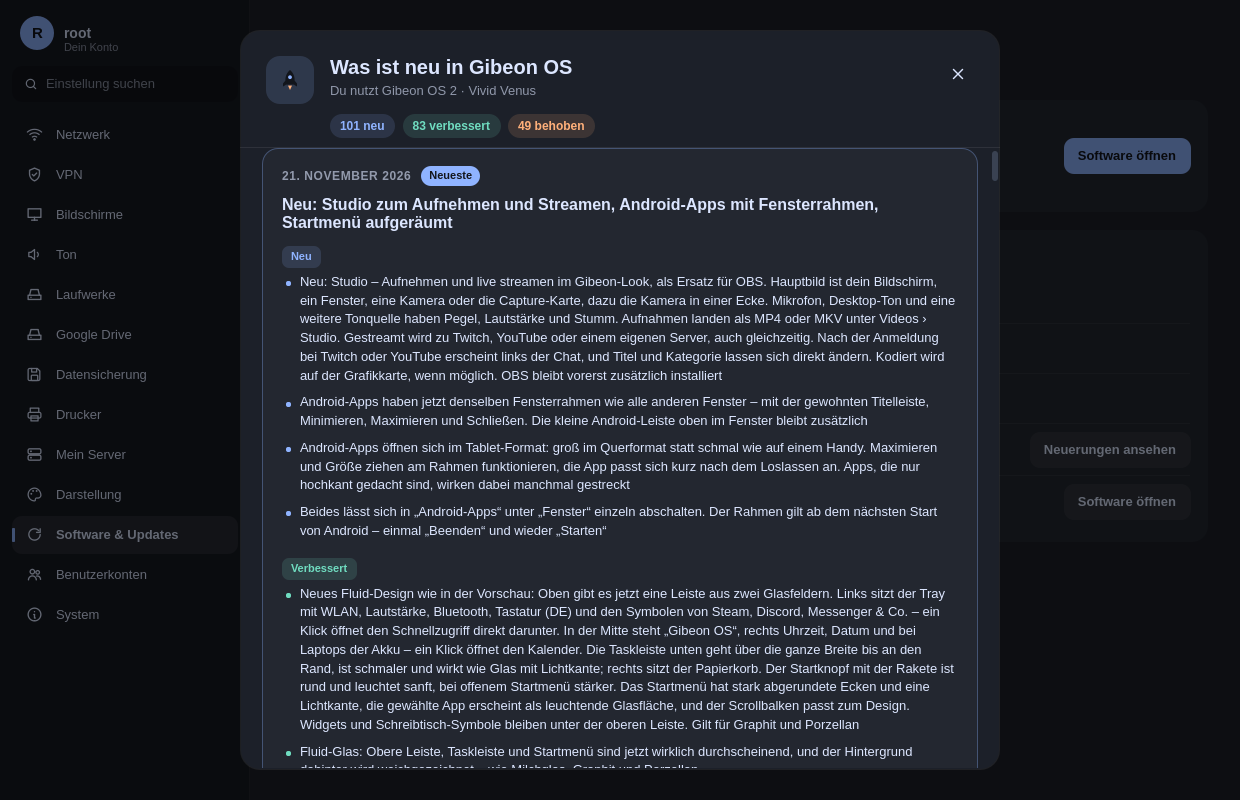 R
root
Dein Konto
Einstellung suchen
Netzwerk
VPN
Bildschirme
Ton
Laufwerke
Google Drive
Datensicherung
Drucker
Mein Server
Darstellung
Software & Updates
Benutzerkonten
System
Was ist neu in Gibeon OS
Du nutzt Gibeon OS 2 · Vivid Venus
101 neu 83 verbessert 49 behoben
21. NOVEMBER 2026 Neueste
Neu: Studio zum Aufnehmen und Streamen, Android-Apps mit Fensterrahmen,
Startmenü aufgeräumt
Neu
Neu: Studio – Aufnehmen und live streamen im Gibeon-Look, als Ersatz für OBS. Hauptbild ist dein Bildschirm,
ein Fenster, eine Kamera oder die Capture-Karte, dazu die Kamera in einer Ecke. Mikrofon, Desktop-Ton und eine
weitere Tonquelle haben Pegel, Lautstärke und Stumm. Aufnahmen landen als MP4 oder MKV unter Videos ›
Studio. Gestreamt wird zu Twitch, YouTube oder einem eigenen Server, auch gleichzeitig. Nach der Anmeldung
bei Twitch oder YouTube erscheint links der Chat, und Titel und Kategorie lassen sich direkt ändern. Kodiert wird
auf der Grafikkarte, wenn möglich. OBS bleibt vorerst zusätzlich installiert
Android-Apps haben jetzt denselben Fensterrahmen wie alle anderen Fenster – mit der gewohnten Titelleiste,
Minimieren, Maximieren und Schließen. Die kleine Android-Leiste oben im Fenster bleibt zusätzlich
Android-Apps öffnen sich im Tablet-Format: groß im Querformat statt schmal wie auf einem Handy. Maximieren
und Größe ziehen am Rahmen funktionieren, die App passt sich kurz nach dem Loslassen an. Apps, die nur
hochkant gedacht sind, wirken dabei manchmal gestreckt
Beides lässt sich in „Android-Apps“ unter „Fenster“ einzeln abschalten. Der Rahmen gilt ab dem nächsten Start
von Android – einmal „Beenden“ und wieder „Starten“
Verbessert
Neues Fluid-Design wie in der Vorschau: Oben gibt es jetzt eine Leiste aus zwei Glasfeldern. Links sitzt der Tray
mit WLAN, Lautstärke, Bluetooth, Tastatur (DE) und den Symbolen von Steam, Discord, Messenger & Co. – ein
Klick öffnet den Schnellzugriff direkt darunter. In der Mitte steht „Gibeon OS“, rechts Uhrzeit, Datum und bei
Laptops der Akku – ein Klick öffnet den Kalender. Die Taskleiste unten geht über die ganze Breite bis an den
Rand, ist schmaler und wirkt wie Glas mit Lichtkante; rechts sitzt der Papierkorb. Der Startknopf mit der Rakete ist
rund und leuchtet sanft, bei offenem Startmenü stärker. Das Startmenü hat stark abgerundete Ecken und eine
Lichtkante, die gewählte App erscheint als leuchtende Glasfläche, und der Scrollbalken passt zum Design.
Widgets und Schreibtisch-Symbole bleiben unter der oberen Leiste. Gilt für Graphit und Porzellan
Fluid-Glas: Obere Leiste, Taskleiste und Startmenü sind jetzt wirklich durchscheinend, und der Hintergrund
dahinter wird weichgezeichnet – wie Milchglas. Graphit und Porzellan
Software öffnen
Neuerungen ansehen
Software öffnen